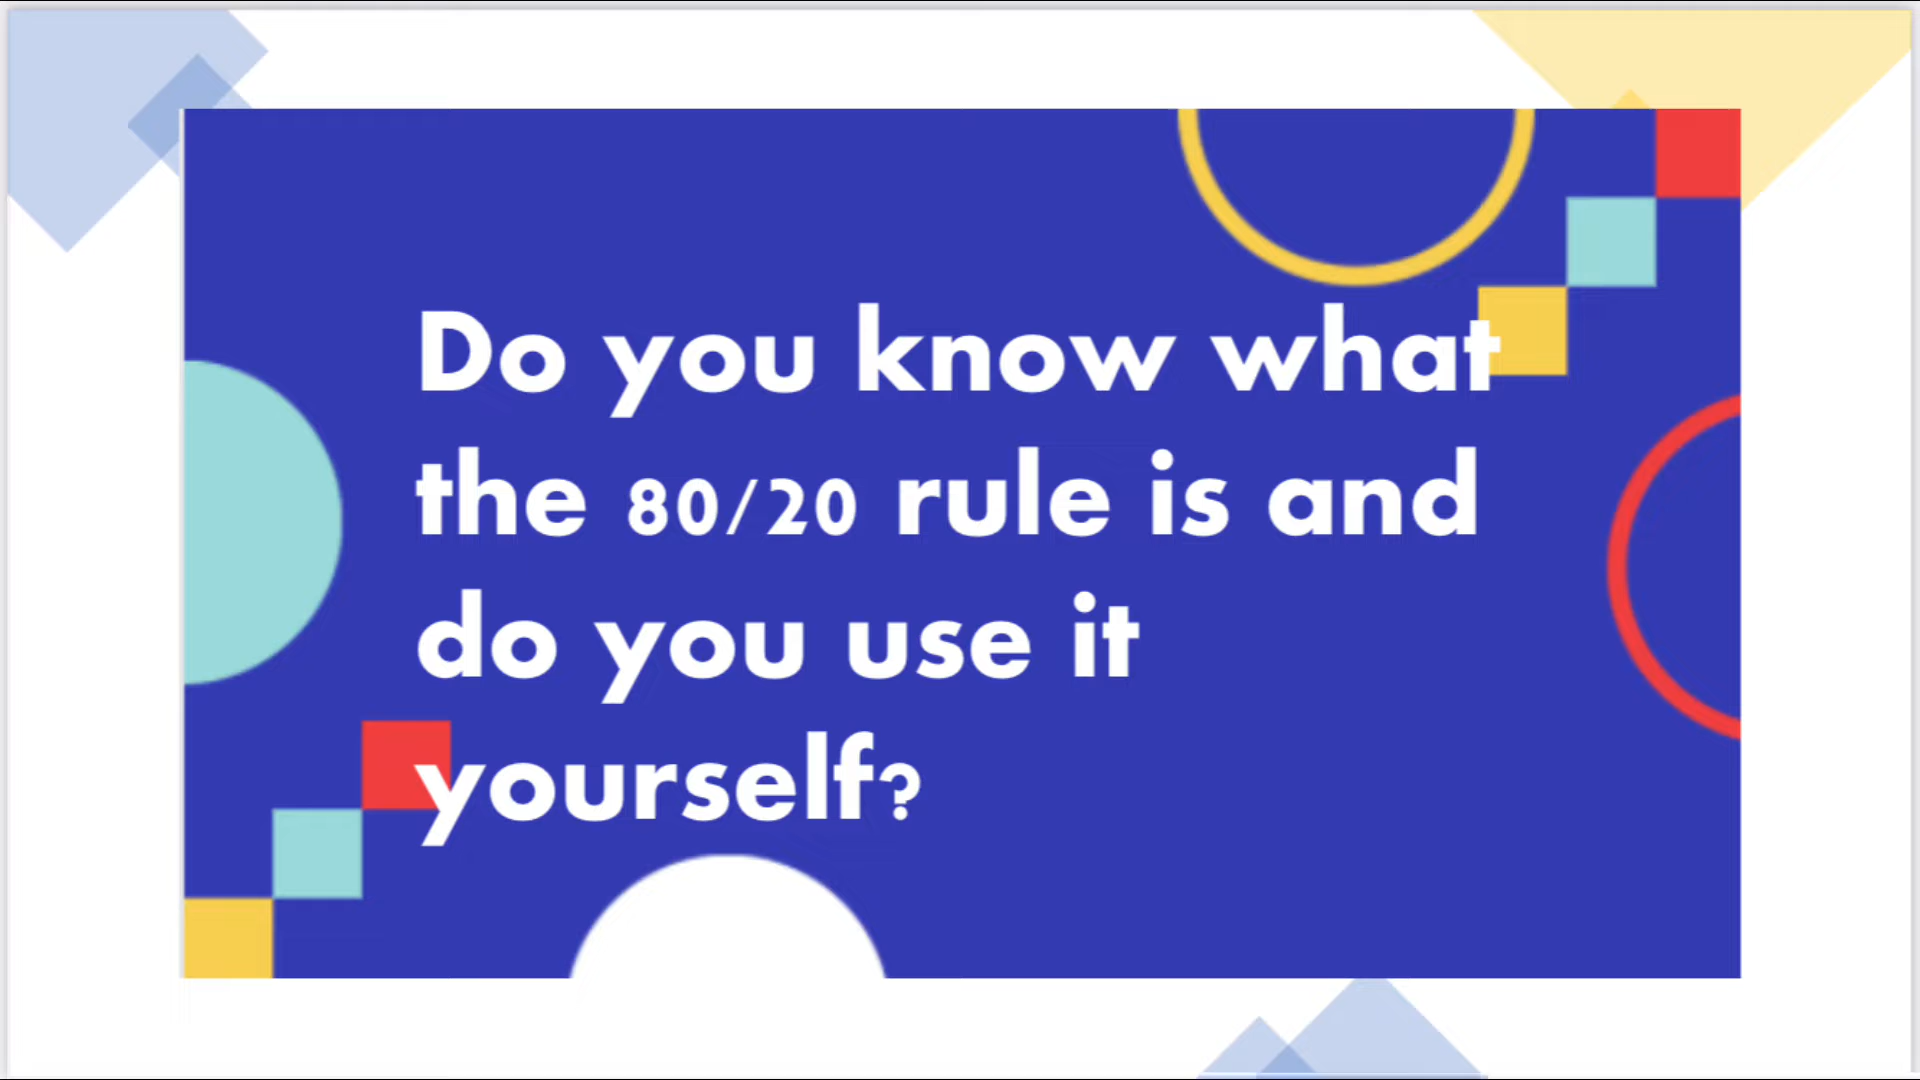 Do you know what
the 80/20 rule is and
do you use it
yourself?